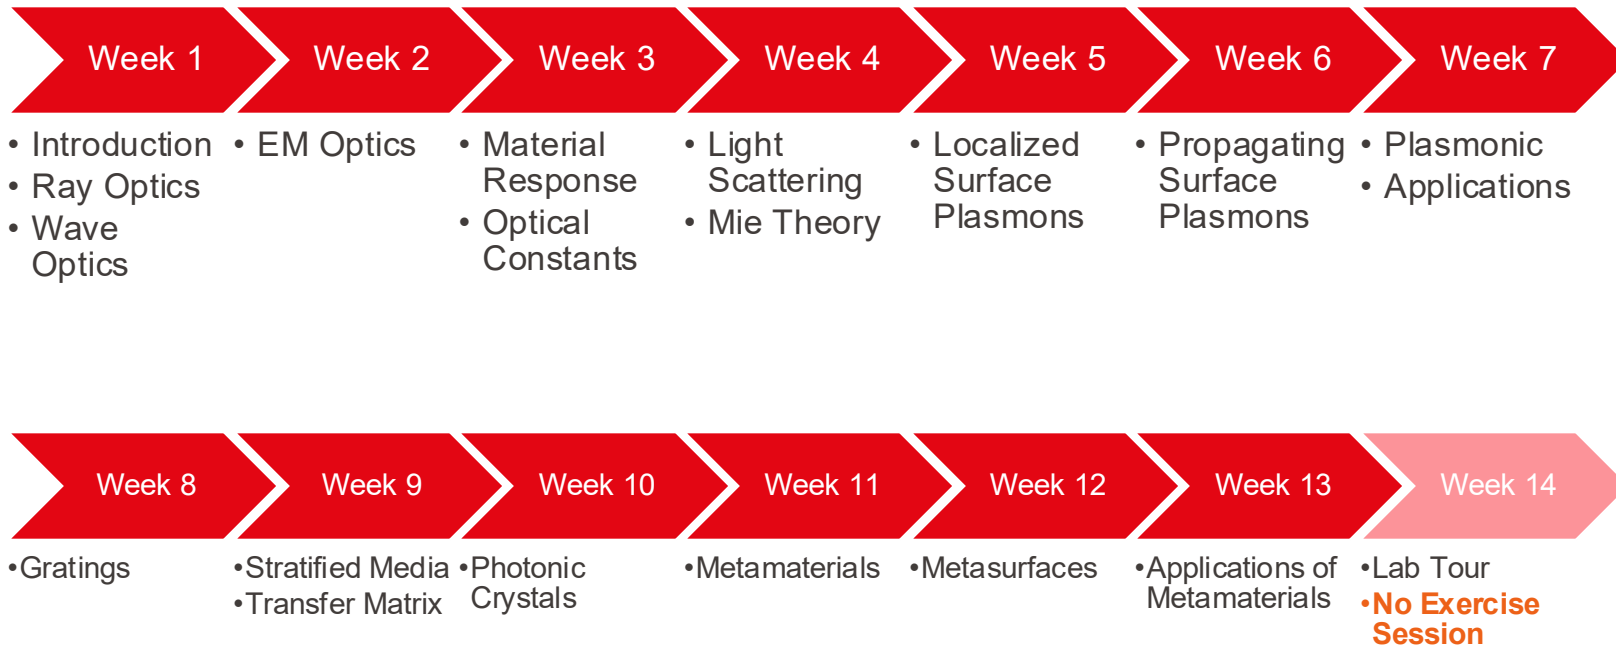 Week 1
Week 2
Week 3
Week 4
Week 5
Week 6
Week 7
• Introduction
• Ray Optics
• Wave
Optics
• EM Optics
• Material
Response
• Optical
Constants
• Light
Scattering
• Mie Theory
• Localized
Surface
Plasmons
• Propagating
Surface
Plasmons
• Plasmonic
• Applications
Week 8
Week 9
Week 10
Week 11
Week 12
Week 13
Week 14
•Gratings
•Stratified Media
•Transfer Matrix
•Photonic
Crystals
•Metamaterials
•Metasurfaces
•Applications of
Metamaterials
•Lab Tour
•No Exercise
Session